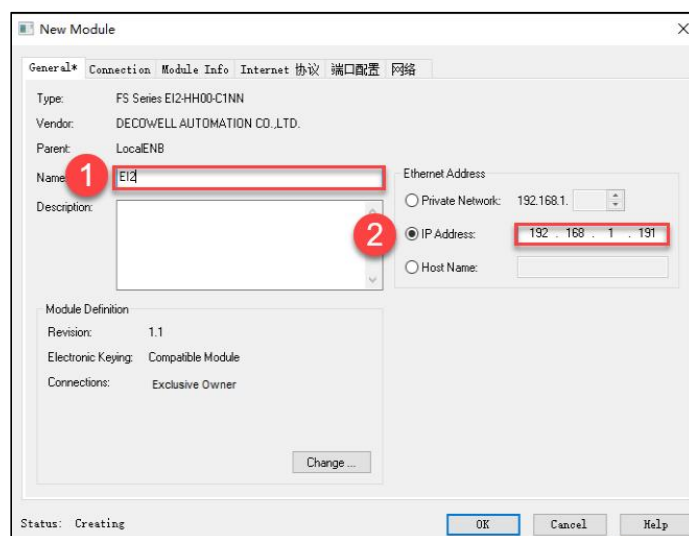 New Module
General* Connection Module Info Internet 协议 端口配置 网络
Type: FS Series EI2-HH00-C1NN
Vendor: DECOWELL AUTOMATION CO.,LTD.
Parent: LocalENB
Name: EI2
1
Description:
Ethernet Address
Private Network: 192.168.1.
2
IP Address: 192 . 168 . 1 . 191
Host Name:
Module Definition
Revision: 1.1
Electronic Keying: Compatible Module
Connections: Exclusive Owner
Change ...
Status: Creating
OK Cancel Help